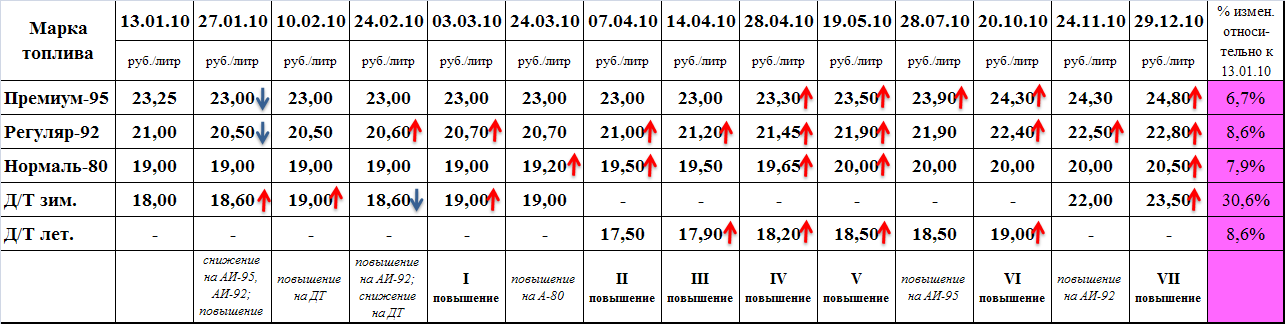 Марка топлива 13.01.10 27.01.10 10.02.10 24.02.10 03.03.10 24.03.10 07.04.10 14.04.10 28.04.10 19.05.10 28.07.10 20.10.10 24.11.10 29.12.10 % измен. относи-тельно к 13.01.10
руб./литр руб./литр руб./литр руб./литр руб./литр руб./литр руб./литр руб./литр руб./литр руб./литр руб./литр руб./литр руб./литр руб./литр
Премиум-95 23,25 23,00 23,00 23,00 23,00 23,00 23,00 23,00 23,30 23,50 23,90 24,30 24,30 24,80 6,7%
Регуляр-92 21,00 20,50 20,50 20,60 20,70 20,70 21,00 21,20 21,45 21,90 21,90 22,40 22,50 22,80 8,6%
Нормаль-80 19,00 19,00 19,00 19,00 19,00 19,20 19,50 19,50 19,65 20,00 20,00 20,00 20,00 20,50 7,9%
Д/Т зим. 18,00 18,60 19,00 18,60 19,00 19,00 - - - - - - 22,00 23,50 30,6%
Д/Т лет. - - - - - - 17,50 17,90 18,20 18,50 18,50 19,00 - - 8,6%
снижение на АИ-95, АИ-92; повышение повышение на ДТ повышение на АИ-92; снижение на ДТ I повышение повышение на А-80 II повышение III повышение IV повышение V повышение повышение на АИ-95 VI повышение повышение на АИ-92 VII повышение